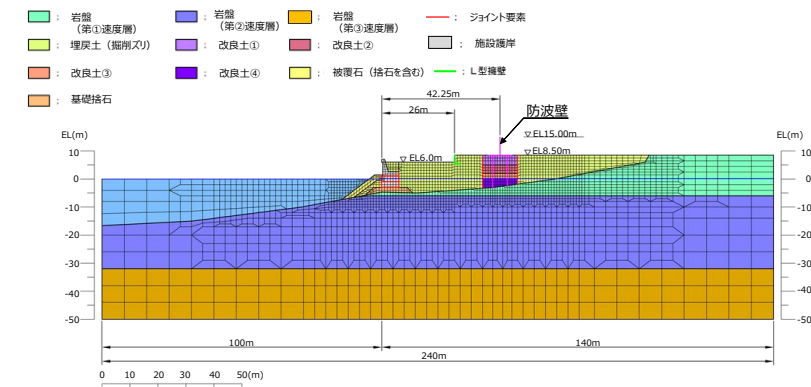 ； 岩盤
（第①速度層）
； 岩盤
（第②速度層）
； 岩盤
（第③速度層）
； ジョイント要素
； 埋戻土（掘削ズリ）
； 改良土①
； 改良土②
； 施設護岸
； 改良土③
； 改良土④
； 被覆石（捨石を含む）
； Ｌ型擁壁
； 基礎捨石
42.25m
26m
防波壁
EL15.00m
EL8.50m
EL6.0m
EL(m)
10
0
-10
-20
-30
-40
-50
EL(m)
10
0
-10
-20
-30
-40
-50
100m
140m
240m
0 10 20 30 40 50(m)